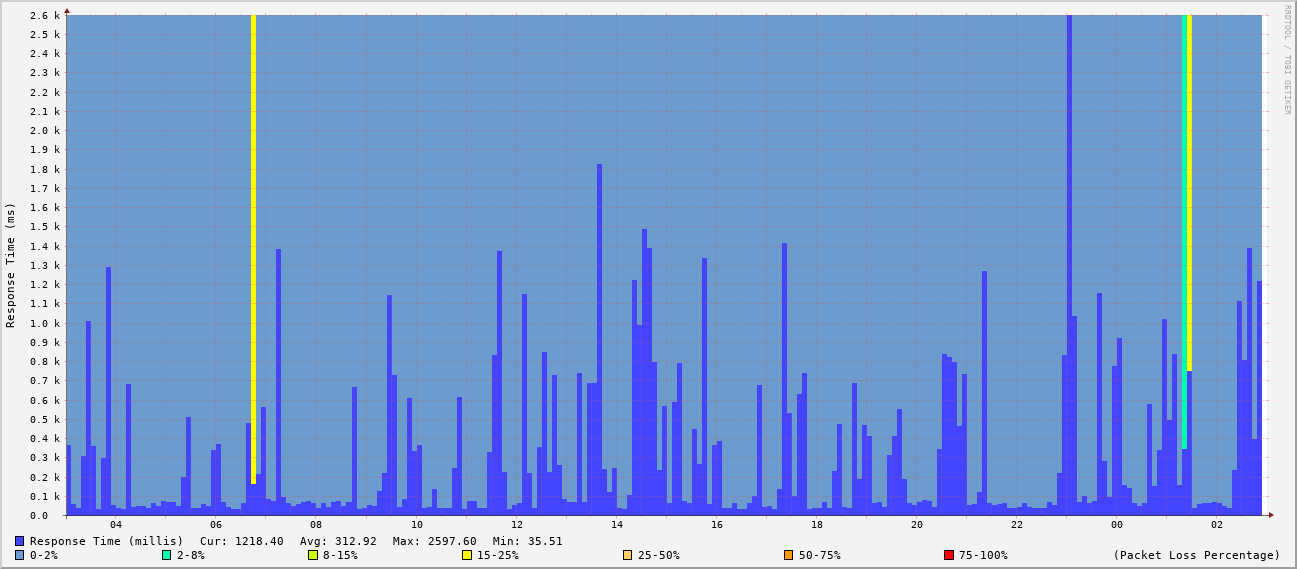 RRDTOOL / TOBI OETIKER
Response Time (ms)
2.6 k
2.5 k
2.4 k
2.3 k
2.2 k
2.1 k
2.0 k
1.9 k
1.8 k
1.7 k
1.6 k
1.5 k
1.4 k
1.3 k
1.2 k
1.1 k
1.0 k
0.9 k
0.8 k
0.7 k
0.6 k
0.5 k
0.4 k
0.3 k
0.2 k
0.1 k
0.0
04 06 08 10 12 14 16 18 20 22 00 02
Response Time (millis) Cur: 1218.40 Avg: 312.92 Max: 2597.60 Min: 35.51
0-2% 2-8% 8-15% 15-25% 25-50% 50-75% 75-100% (Packet Loss Percentage)